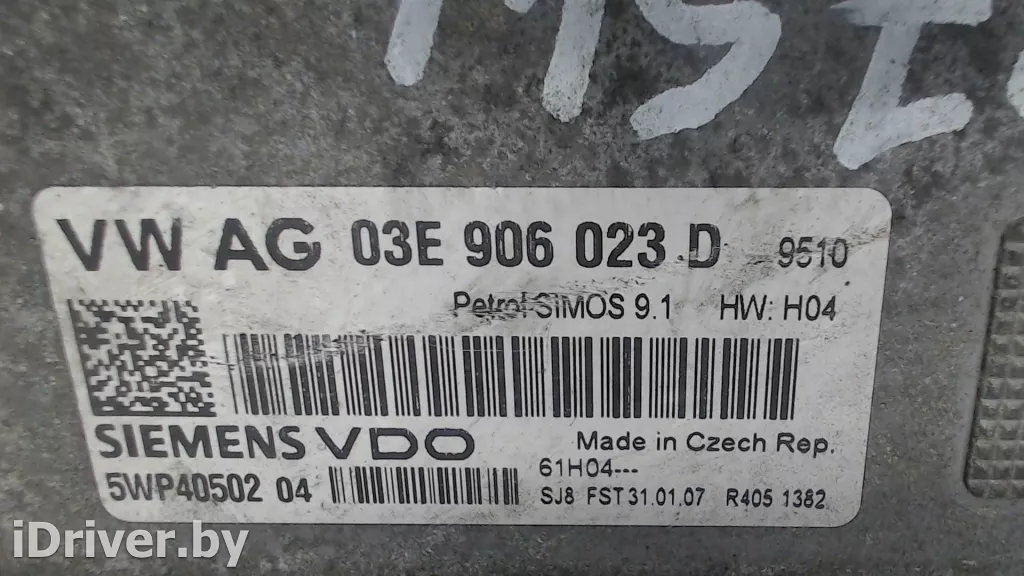 VW AG 03E 906 023 D 9510
Petrol SIMOS 9.1 HW: H04
SIEMENS VDO Made in Czech Rep.
5WP40502 04 61H04---
SJ8 FST 31.01.07 R405 1382
iDriver.by